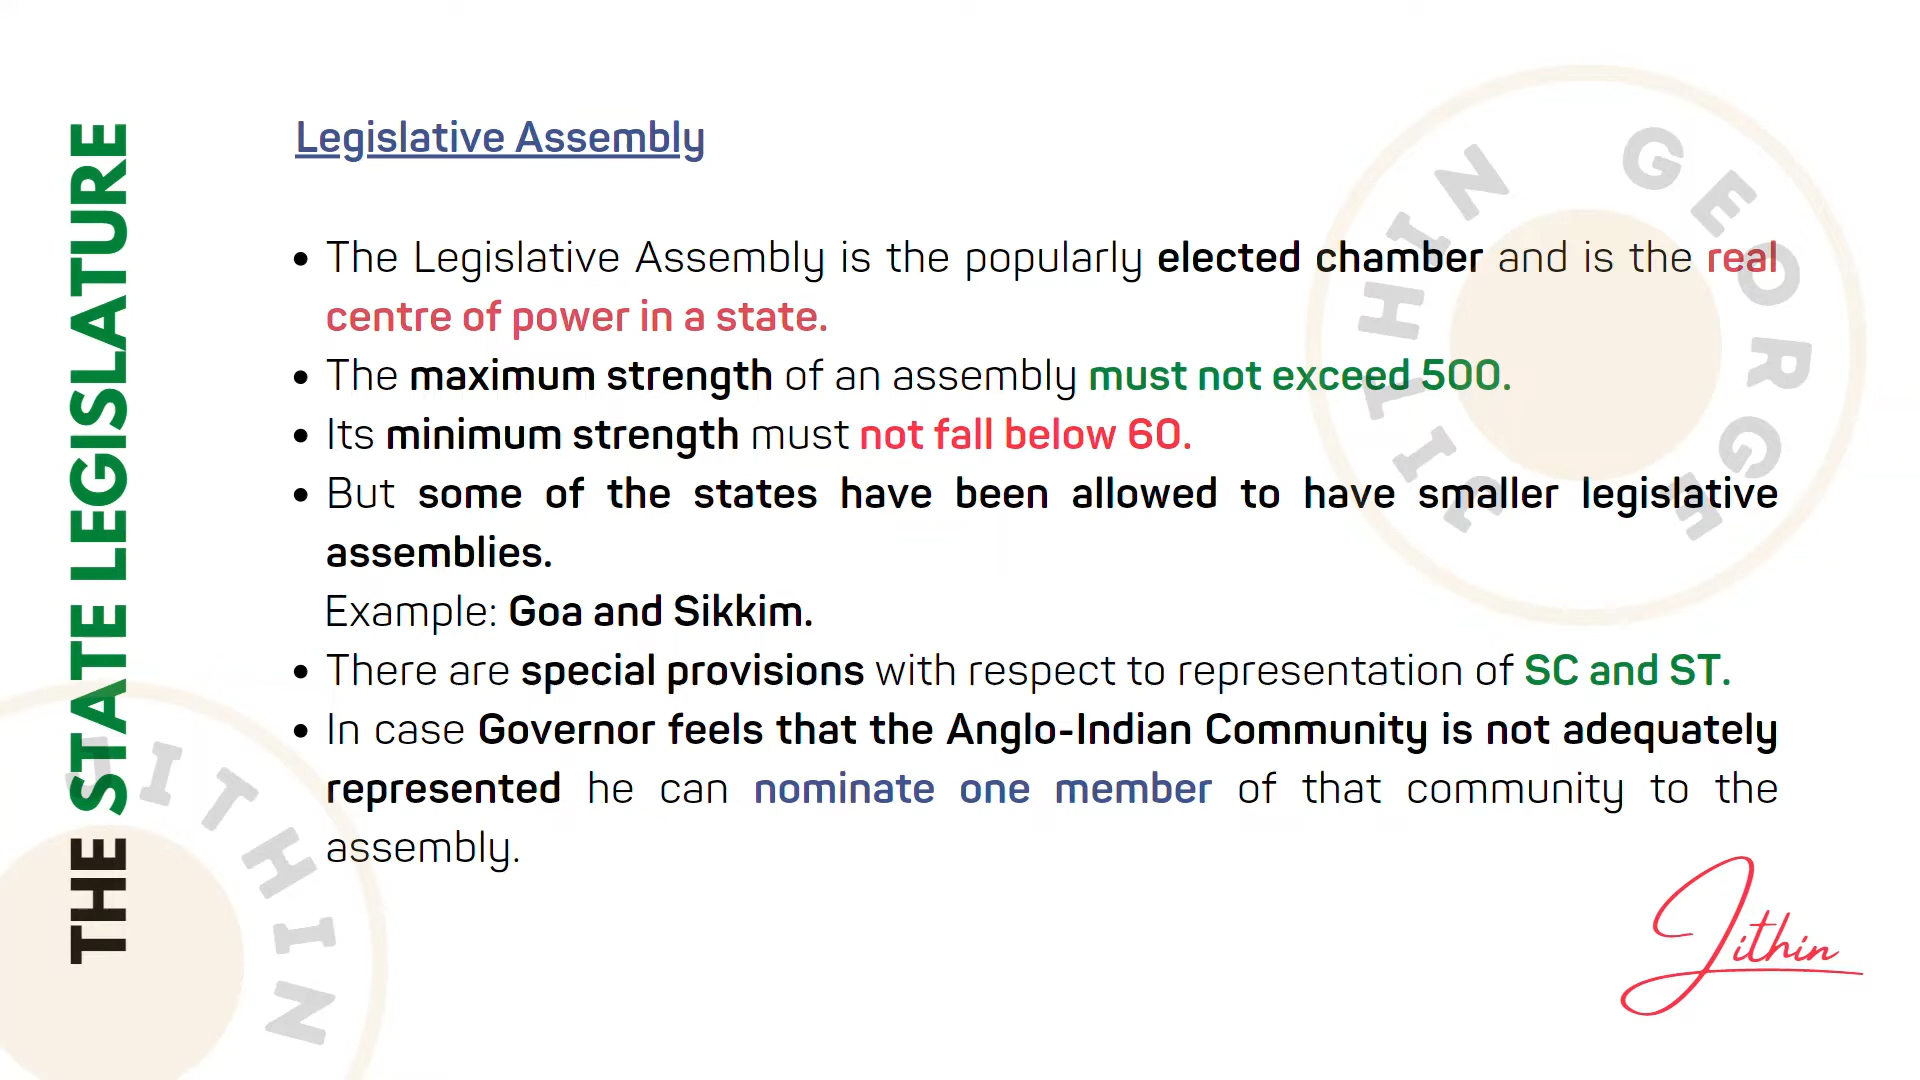 THE STATE LEGISLATURE
Legislative Assembly
• The Legislative Assembly is the popularly elected chamber and is the real
centre of power in a state.
• The maximum strength of an assembly must not exceed 500.
• Its minimum strength must not fall below 60.
• But some of the states have been allowed to have smaller legislative
assemblies.
Example: Goa and Sikkim.
• There are special provisions with respect to representation of SC and ST.
• In case Governor feels that the Anglo-Indian Community is not adequately
represented he can nominate one member of that community to the
assembly.
JITHIN GEORGE
JITHIN
Jithin